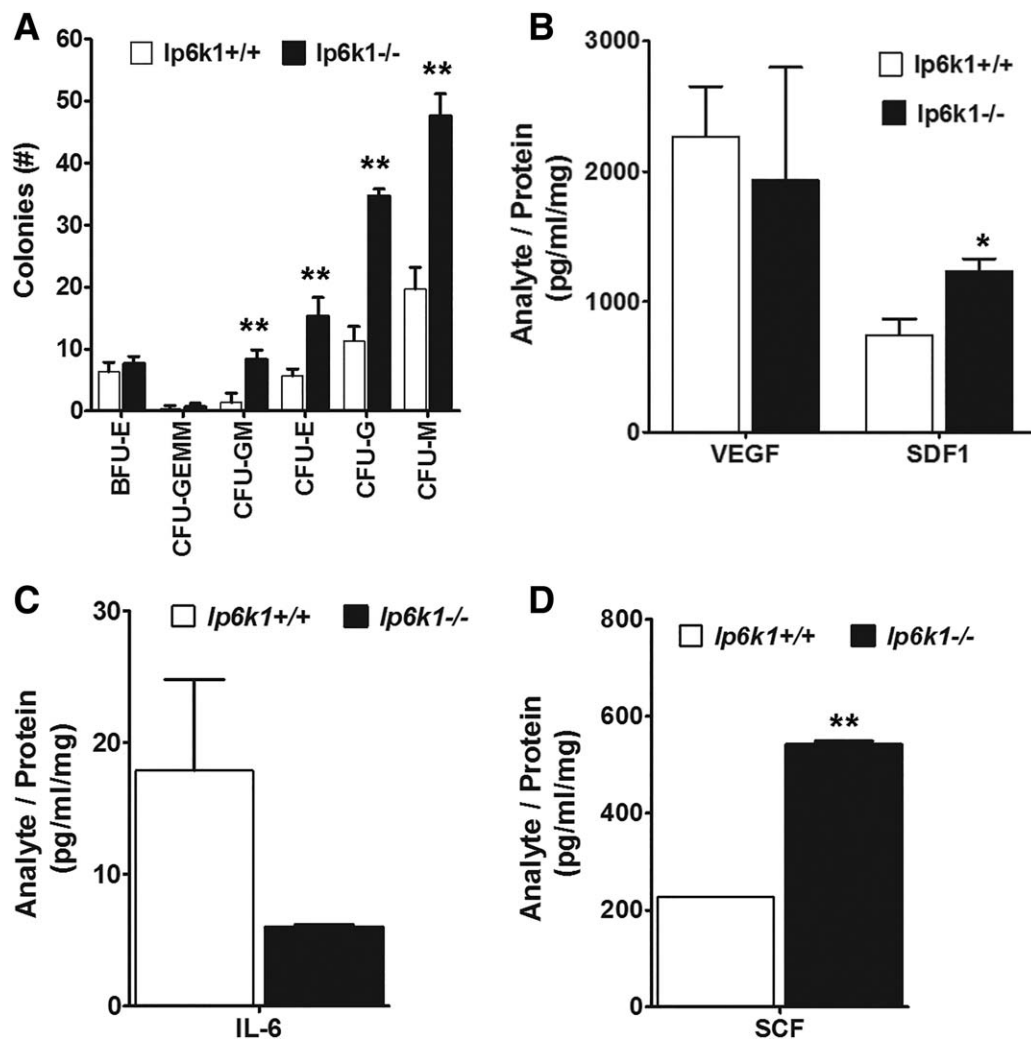 A
Ip6k1+/+ Ip6k1-/-
Colonies (#)
60
50
40
30
20
10
0
** ** ** **
BFU-E CFU-GEMM CFU-GM CFU-E CFU-G CFU-M
B
Ip6k1+/+
Ip6k1-/-
Analyte / Protein
(pg/ml/mg)
3000
2000
1000
0
*
VEGF SDF1
C
Ip6k1+/+ Ip6k1-/-
Analyte / Protein
(pg/ml/mg)
30
20
10
0
IL-6
D
Ip6k1+/+ Ip6k1-/-
Analyte / Protein
(pg/ml/mg)
800
600
400
200
0
**
SCF